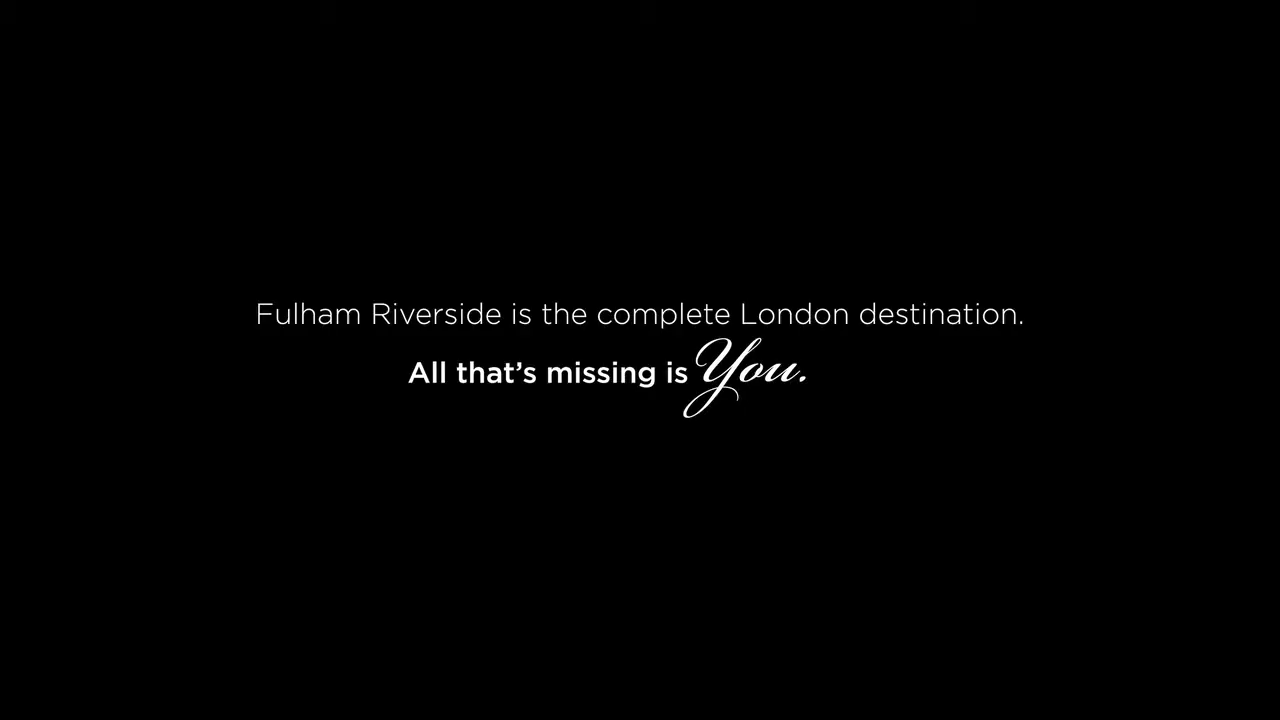 Fulham Riverside is the complete London destination.
All that’s missing is You.